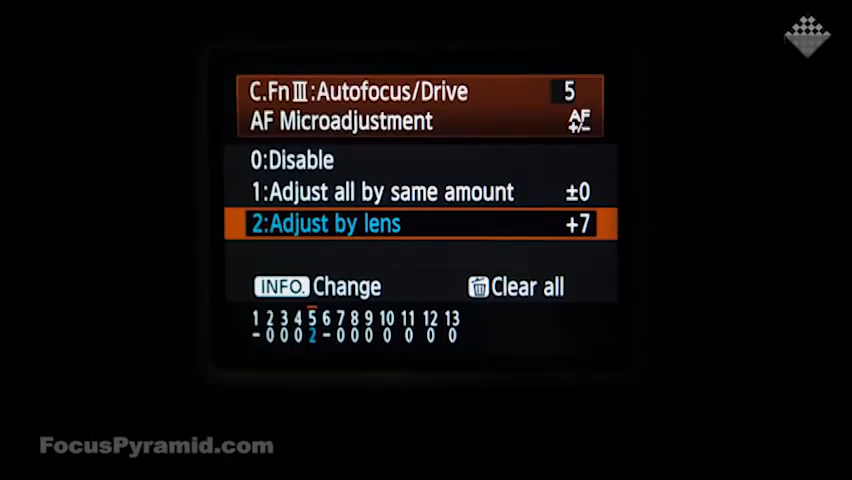 C.Fn III:Autofocus/Drive 5
AF Microadjustment AF +/−
0:Disable
1:Adjust all by same amount ±0
2:Adjust by lens +7
INFO. Change Clear all
1 2 3 4 5 6 7 8 9 10 11 12 13
- 0 0 0 2 - 0 0 0 0 0 0 0
FocusPyramid.com